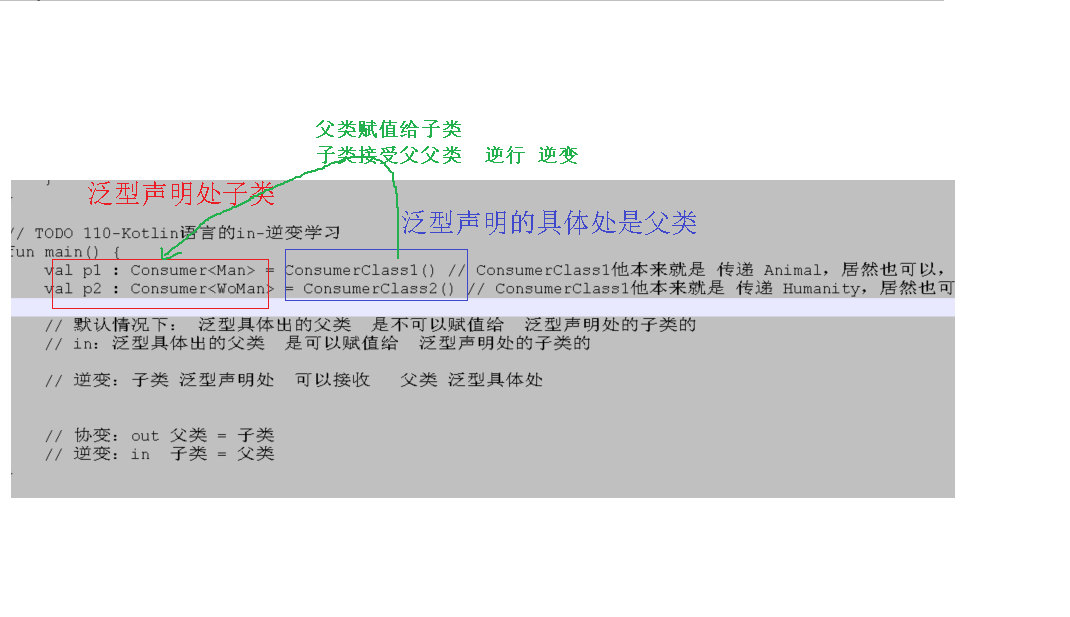 父类赋值给子类
子类接受父父类 逆行 逆变
}
泛型声明处子类
泛型声明的具体处是父类
// TODO 110-Kotlin语言的in-逆变学习
fun main() {
val p1 : Consumer<Man> = ConsumerClass1() // ConsumerClass1他本来就是 传递 Animal，居然也可以，
val p2 : Consumer<WoMan> = ConsumerClass2() // ConsumerClass1他本来就是 传递 Humanity，居然也可
// 默认情况下： 泛型具体出的父类 是不可以赋值给 泛型声明处的子类的
// in：泛型具体出的父类 是可以赋值给 泛型声明处的子类的
// 逆变：子类 泛型声明处 可以接收 父类 泛型具体处
// 协变：out 父类 = 子类
// 逆变：in 子类 = 父类